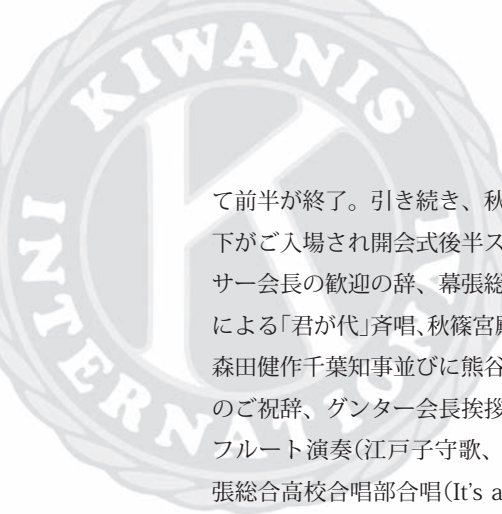 KIWANIS
INTERNATIONAL
K
て前半が終了。引き続き、秋
下がご入場され開会式後半ス
サー会長の歓迎の辞、幕張総
による「君が代」斉唱、秋篠宮殿
森田健作千葉知事並びに熊谷
のご祝辞、グンター会長挨拶
フルート演奏(江戸子守歌、
張総合高校合唱部合唱(It's a